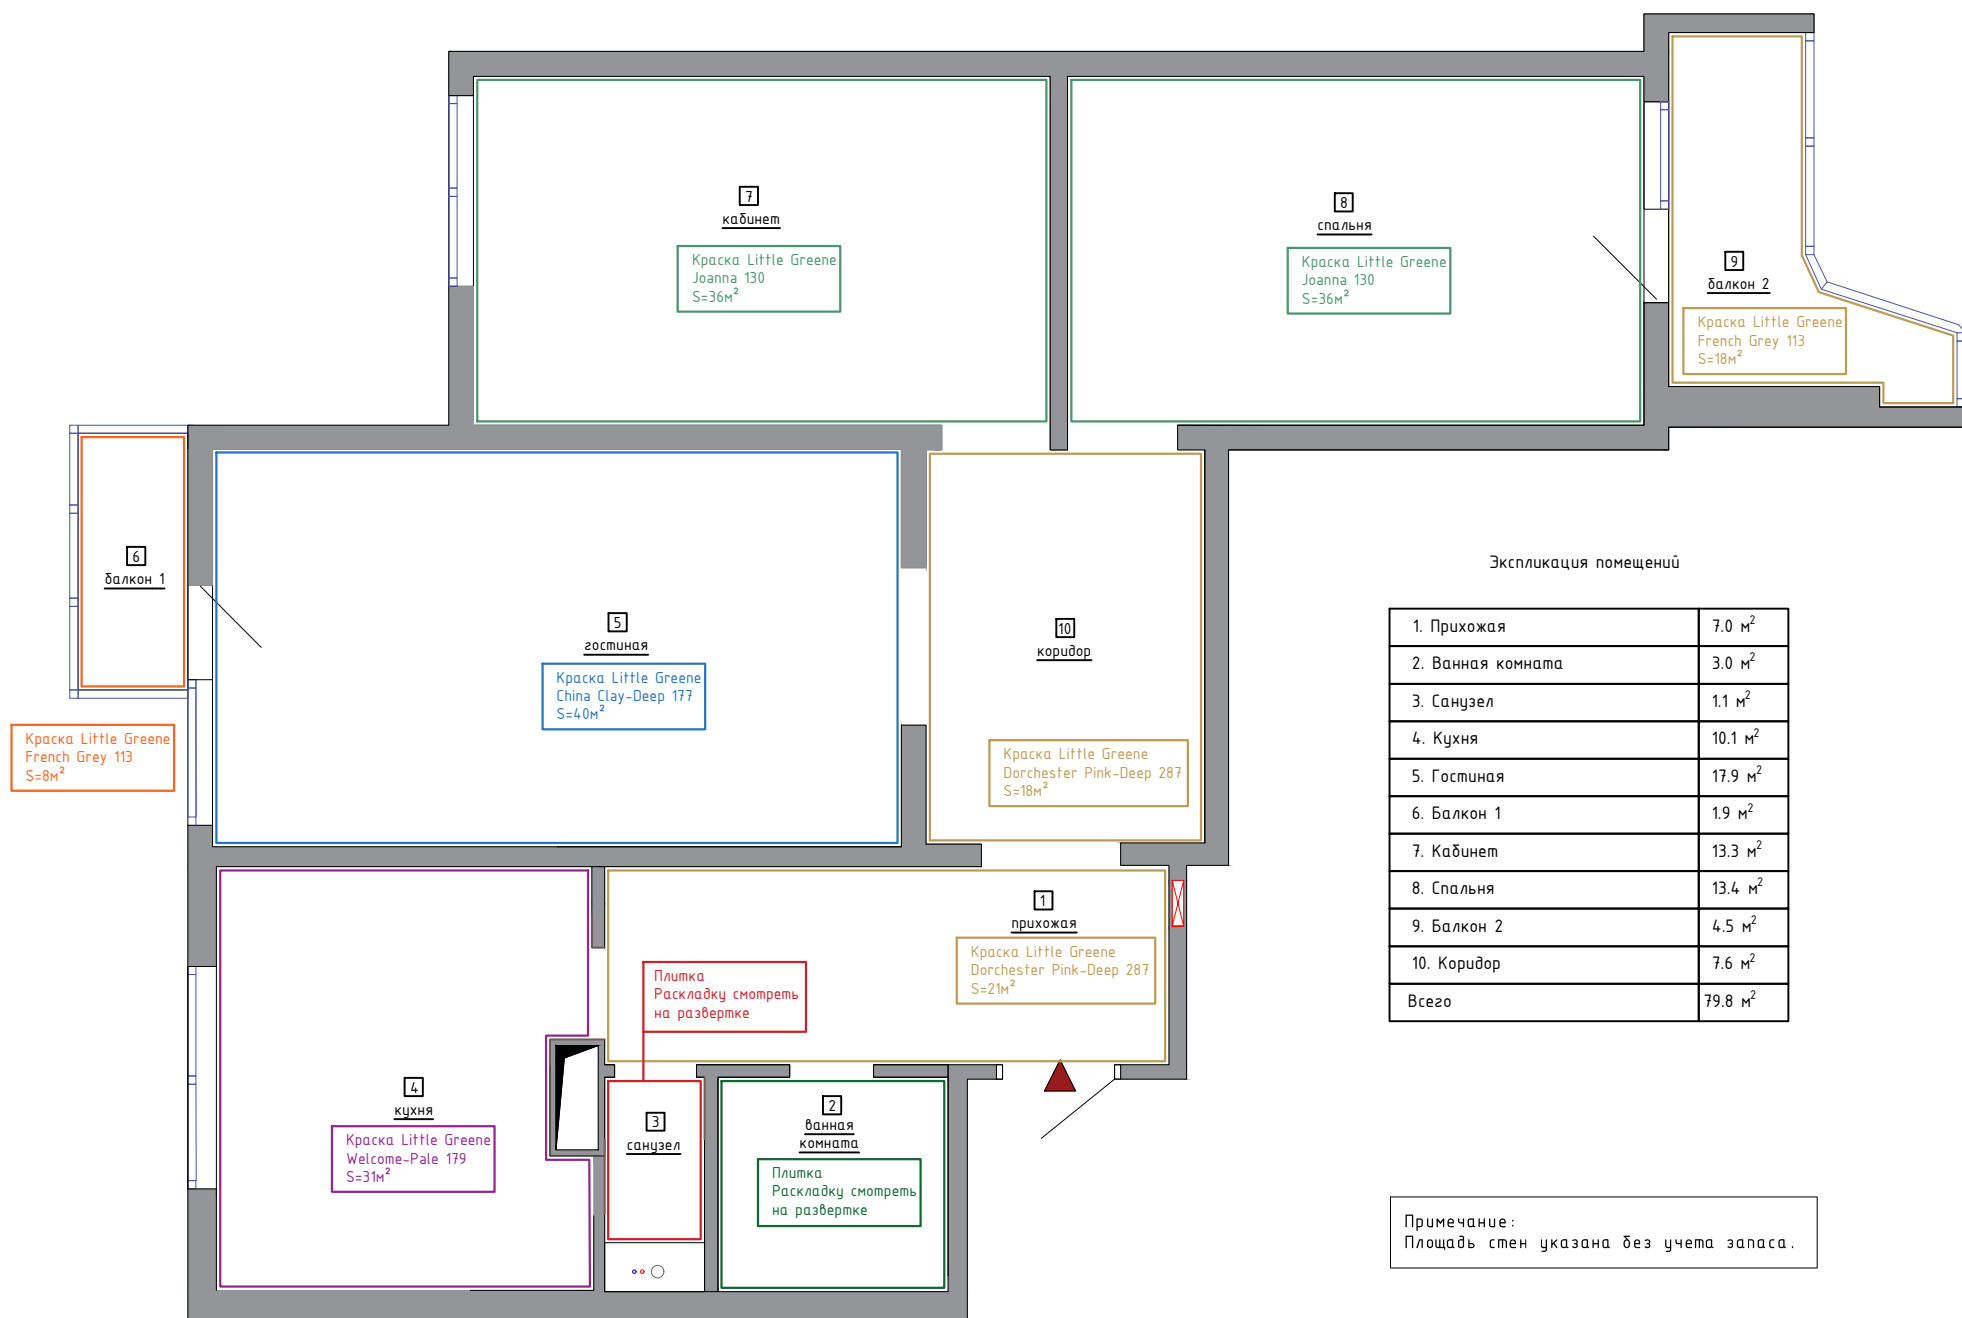 7
кабинет
Краска Little Greene
Joanna 130
S=36м²
8
спальня
Краска Little Greene
Joanna 130
S=36м²
9
балкон 2
Краска Little Greene
French Grey 113
S=18м²
6
балкон 1
Краска Little Greene
French Grey 113
S=8м²
5
гостиная
Краска Little Greene
China Clay-Deep 177
S=40м²
10
коридор
Краска Little Greene
Dorchester Pink-Deep 287
S=18м²
1
прихожая
Краска Little Greene
Dorchester Pink-Deep 287
S=21м²
Плитка
Раскладку смотреть
на развертке
4
кухня
Краска Little Greene
Welcome-Pale 179
S=31м²
3
санузел
2
ванная
комната
Плитка
Раскладку смотреть
на развертке
Экспликация помещений
1. Прихожая 7.0 м²
2. Ванная комната 3.0 м²
3. Санузел 1.1 м²
4. Кухня 10.1 м²
5. Гостиная 17.9 м²
6. Балкон 1 1.9 м²
7. Кабинет 13.3 м²
8. Спальня 13.4 м²
9. Балкон 2 4.5 м²
10. Коридор 7.6 м²
Всего 79.8 м²
Примечание:
Площадь стен указана без учета запаса.